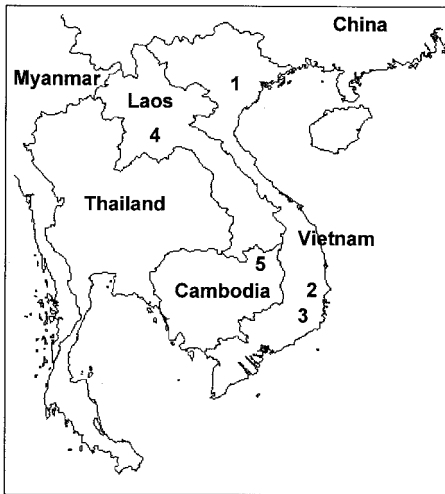 China
Myanmar
1
Laos
4
Thailand
Vietnam
5
Cambodia
2
3